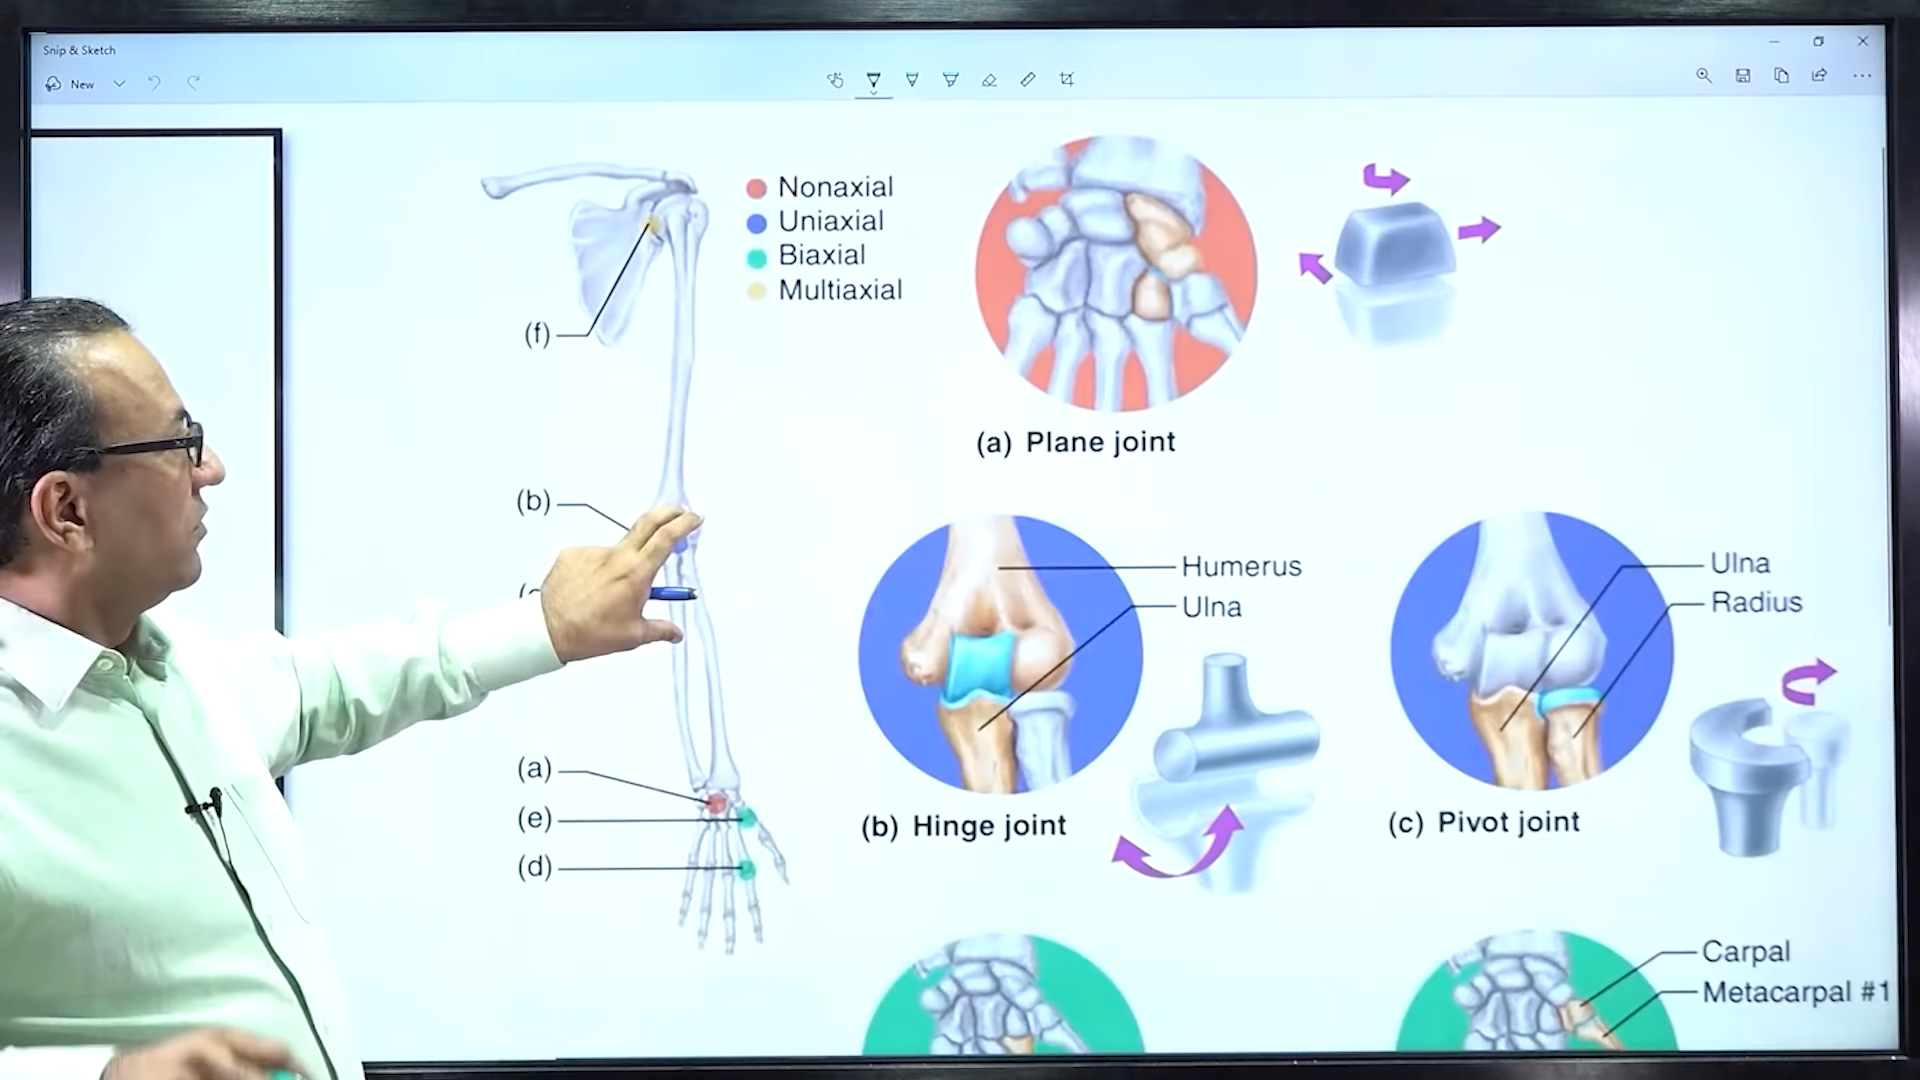 Snip & Sketch
New
Nonaxial
Uniaxial
Biaxial
Multiaxial
(f)
(a) Plane joint
(b)
Humerus
Ulna
Ulna
Radius
(a)
(e)
(d)
(b) Hinge joint
(c) Pivot joint
Carpal
Metacarpal #1